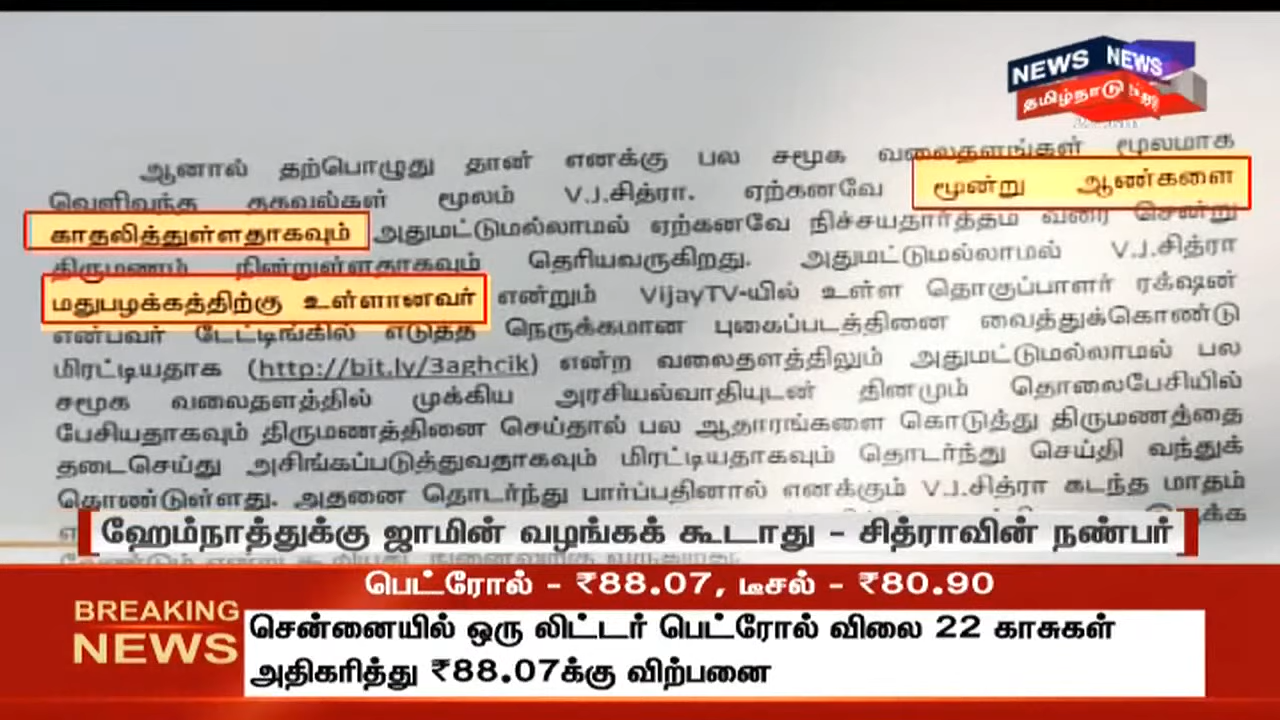 NEWS NEWS
தமிழ்நாடு
ஆனால் தற்பொழுது தான் எனக்கு பல சமூக வலைதளங்கள் மூலமாக
வெளிவந்த தகவல்கள் மூலம் V.J.சித்ரா. ஏற்கனவே மூன்று ஆண்களை
காதலித்துள்ளதாகவும் அதுமட்டுமல்லாமல் ஏற்கனவே நிச்சயதார்த்தம் வரை சென்று
திருமணம் நின்றுள்ளதாகவும் தெரியவருகிறது. அதுமட்டுமல்லாமல் V.J.சித்ரா
மதுபழக்கத்திற்கு உள்ளானவர் என்றும் VijayTV-யில் உள்ள தொகுப்பாளர் ரக்‌ஷன்
என்பவர் டேட்டிங்கில் எடுத்த நெருக்கமான புகைப்படத்தினை வைத்துக்கொண்டு
மிரட்டியதாக (http://bit.ly/3aghcik) என்ற வலைதளத்திலும் அதுமட்டுமல்லாமல் பல
சமூக வலைதளத்தில் முக்கிய அரசியல்வாதியுடன் தினமும் தொலைபேசியில்
பேசியதாகவும் திருமணத்தினை செய்தால் பல ஆதாரங்களை கொடுத்து திருமணத்தை
தடைசெய்து அசிங்கப்படுத்துவதாகவும் மிரட்டியதாகவும் தொடர்ந்து செய்தி வந்துக்
கொண்டுள்ளது. அதனை தொடர்ந்து பார்ப்பதினால் எனக்கும் V.J.சித்ரா கடந்த மாதம்
ஹேம்நாத்துக்கு ஜாமின் வழங்கக் கூடாது - சித்ராவின் நண்பர்
பெட்ரோல் - ₹88.07, டீசல் - ₹80.90
BREAKING
NEWS
சென்னையில் ஒரு லிட்டர் பெட்ரோல் விலை 22 காசுகள்
அதிகரித்து ₹88.07க்கு விற்பனை